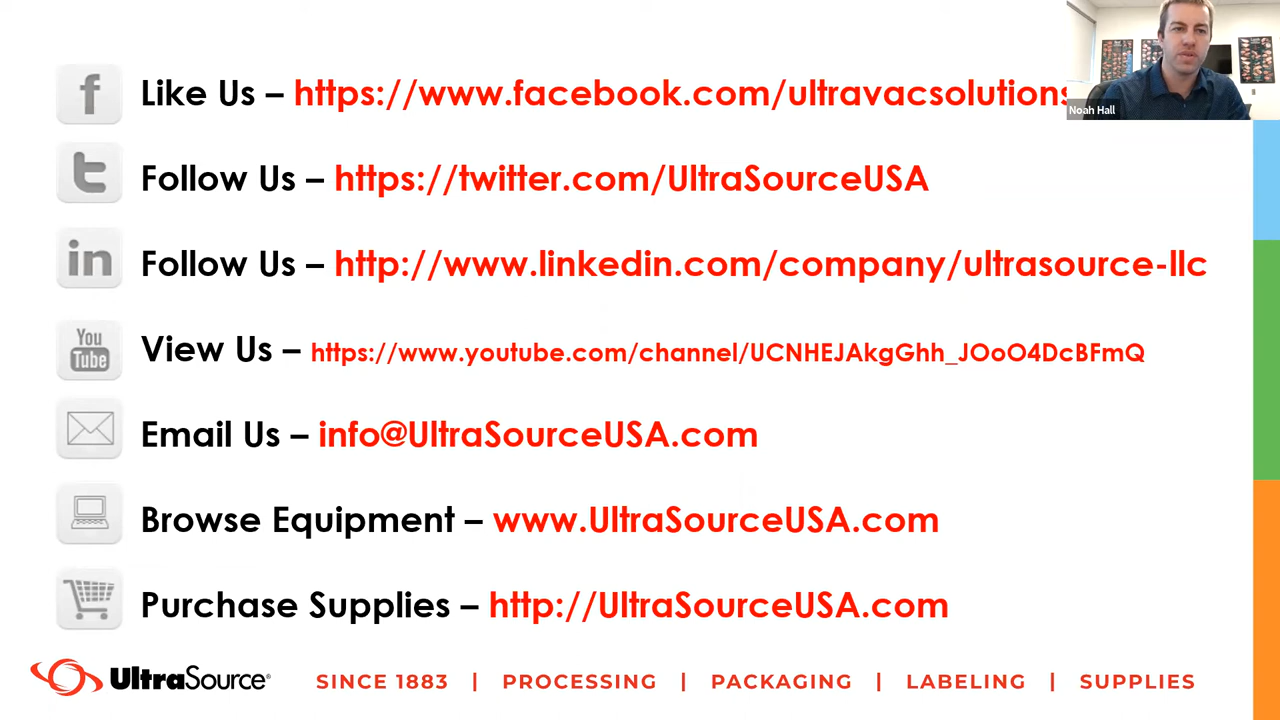 Like Us – https://www.facebook.com/ultravacsolutions
Noah Hall
Follow Us – https://twitter.com/UltraSourceUSA
Follow Us – http://www.linkedin.com/company/ultrasource-llc
You
Tube
View Us – https://www.youtube.com/channel/UCNHEJAkgGhh_JOoO4DcBFmQ
Email Us – info@UltraSourceUSA.com
Browse Equipment – www.UltraSourceUSA.com
Purchase Supplies – http://UltraSourceUSA.com
UltraSource® SINCE 1883 | PROCESSING | PACKAGING | LABELING | SUPPLIES